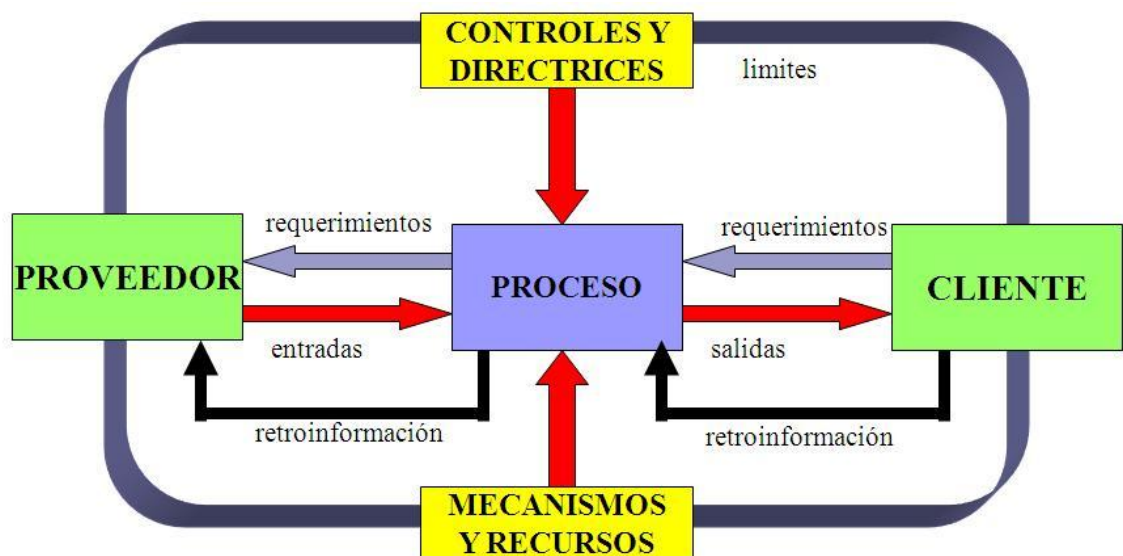 CONTROLES Y
DIRECTRICES
limites
requerimientos
requerimientos
PROVEEDOR
PROCESO
CLIENTE
entradas
salidas
retroinformación
retroinformación
MECANISMOS
Y RECURSOS